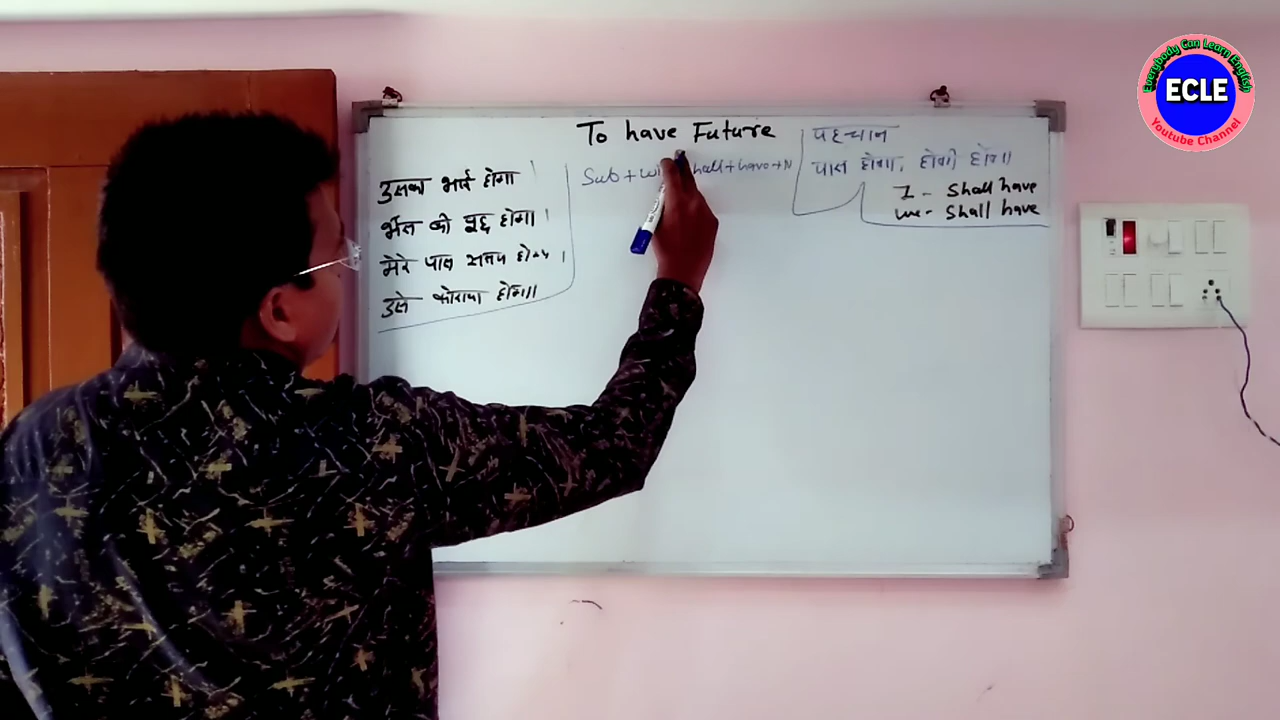 To have Future
उसका भाई होगा
भैंस को दूध होगा ।
मेरे पास समय होगा ।
उसे कोरोना होगा।
Sub + will hall + have + N
पहचान
पास होगा, होगी होंगे ।
I - Shall have
we - Shall have
Everybody Can Learn English
ECLE
Youtube Channel